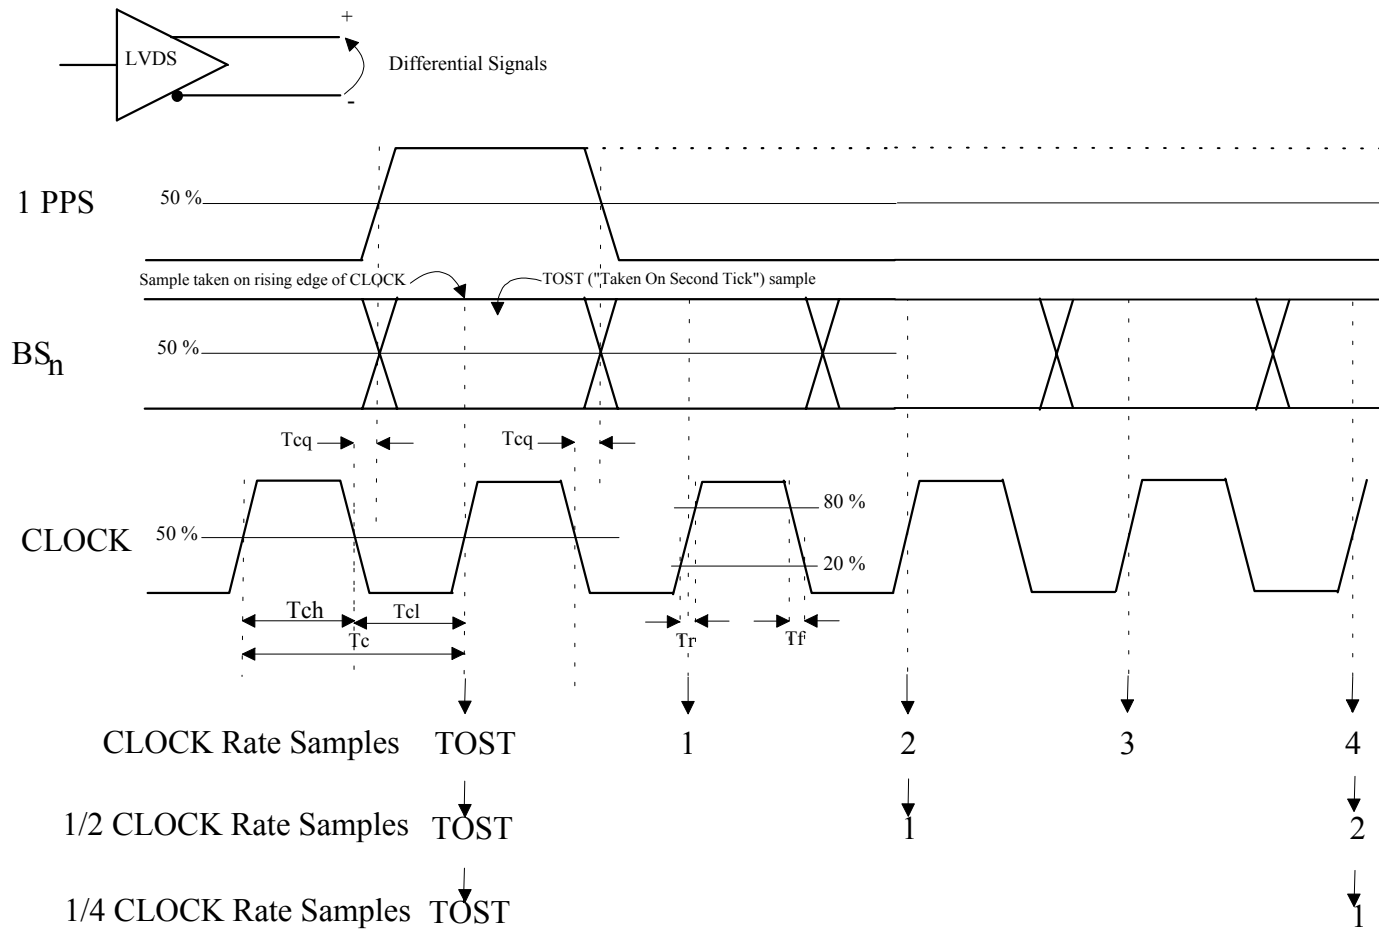 +
LVDS
Differential Signals
-
1 PPS
50 %
Sample taken on rising edge of CLOCK
TOST ("Taken On Second Tick") sample
BSn
50 %
Tcq
Tcq
CLOCK
50 %
80 %
20 %
Tch
Tcl
Tc
Tr
Tf
CLOCK Rate Samples TOST 1 2 3 4
1/2 CLOCK Rate Samples TOST 1 2
1/4 CLOCK Rate Samples TOST 1